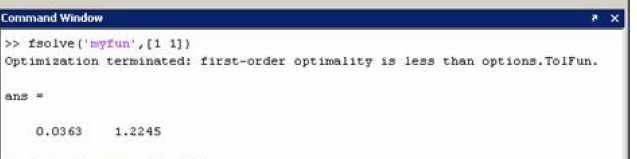 Command Window
>> fsolve('myfun',[1 1])
Optimization terminated: first-order optimality is less than options.TolFun.
ans =
0.0363 1.2245